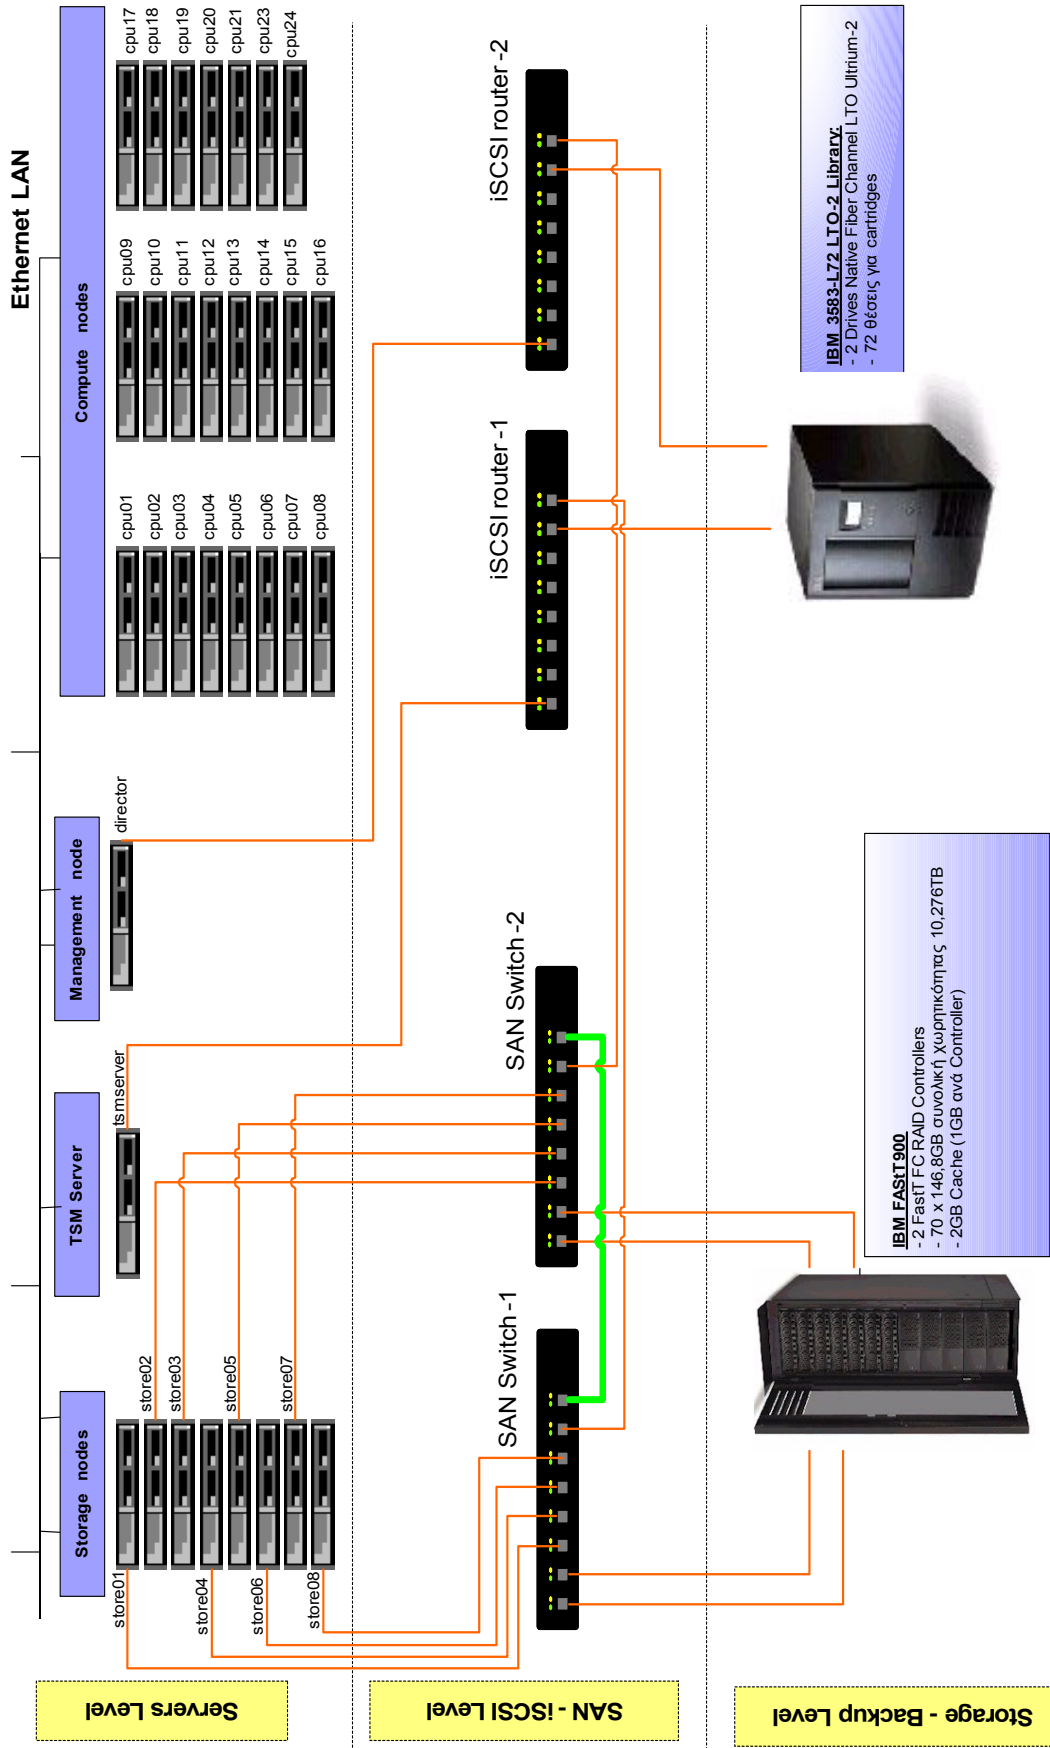 Ethernet LAN
Storage nodes
TSM Server
Management node
Compute nodes
store01
store02
store03
store04
store05
store06
store07
store08
tsmserver
director
cpu01
cpu02
cpu03
cpu04
cpu05
cpu06
cpu07
cpu08
cpu09
cpu10
cpu11
cpu12
cpu13
cpu14
cpu15
cpu16
cpu17
cpu18
cpu19
cpu20
cpu21
cpu23
cpu24
Servers Level
SAN Switch -1
SAN Switch -2
iSCSI router -1
iSCSI router -2
SAN - iSCSI Level
IBM FAStT900
- 2 FastT FC RAID Controllers
- 70 x 146,8GB συνολική χωρητικότητας 10,276TB
- 2GB Cache (1GB ανά Controller)
IBM 3583-L72 LTO-2 Library:
- 2 Drives Native Fiber Channel LTO Ultrium-2
- 72 θέσεις για cartridges
Storage - Backup Level